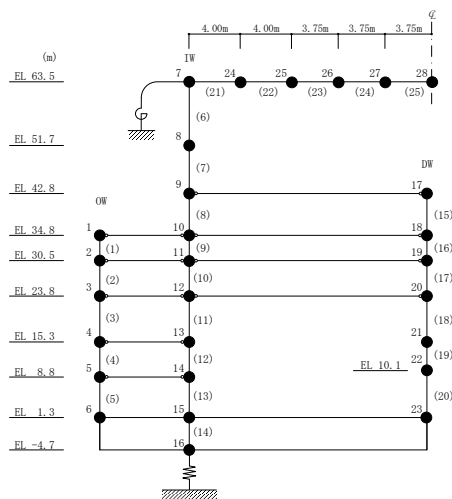 ℄
4.00m 4.00m 3.75m 3.75m 3.75m
(m) IW
EL 63.5 7 24 25 26 27 28
(21) (22) (23) (24) (25)
(6)
EL 51.7 8
(7) DW
EL 42.8 9 17
OW (8) (15)
EL 34.8 1 10 18
(1) (9) (16)
EL 30.5 2 11 19
(2) (10) (17)
EL 23.8 3 12 20
(3) (11) (18)
EL 15.3 4 13 21
(4) (12) (19)
EL 10.1 22
EL 8.8 5 14
(5) (13) (20)
EL 1.3 6 15 23
(14)
EL -4.7 16